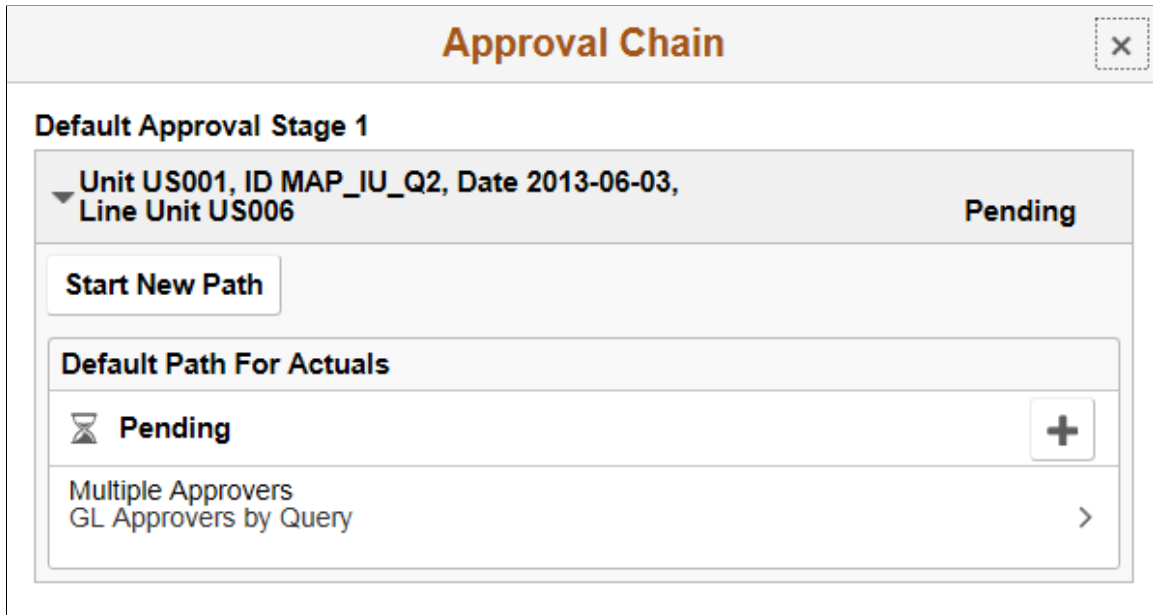 Approval Chain
Default Approval Stage 1
Unit US001, ID MAP_IU_Q2, Date 2013-06-03,
Line Unit US006
Pending
Start New Path
Default Path For Actuals
Pending
Multiple Approvers
GL Approvers by Query